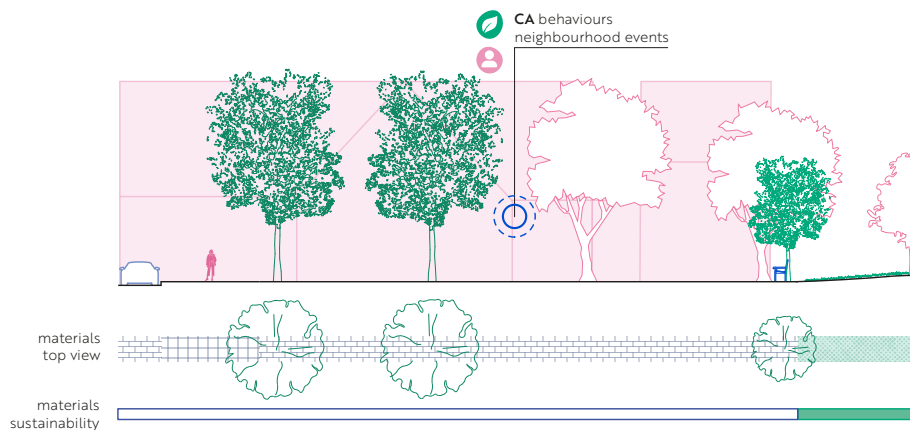 CA behaviours
neighbourhood events
materials
top view
materials
sustainability